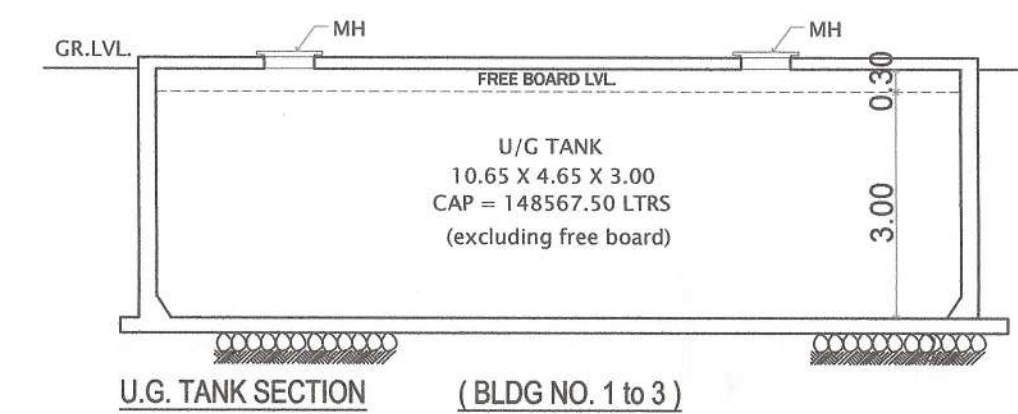 MH
MH
GR.LVL.
FREE BOARD LVL.
0.30
U/G TANK
10.65 X 4.65 X 3.00
CAP = 148567.50 LTRS
(excluding free board)
3.00
U.G. TANK SECTION
( BLDG NO. 1 to 3 )